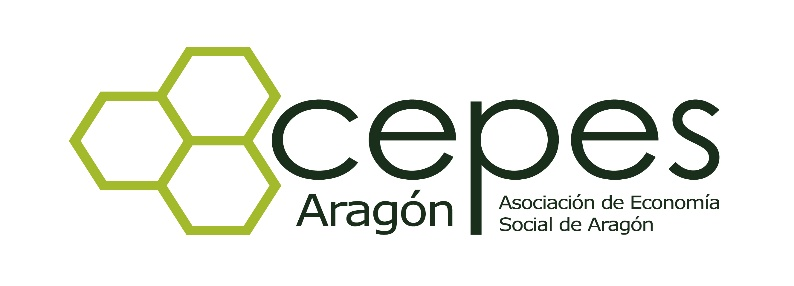 cepes
Aragón
Asociación de Economía
Social de Aragón